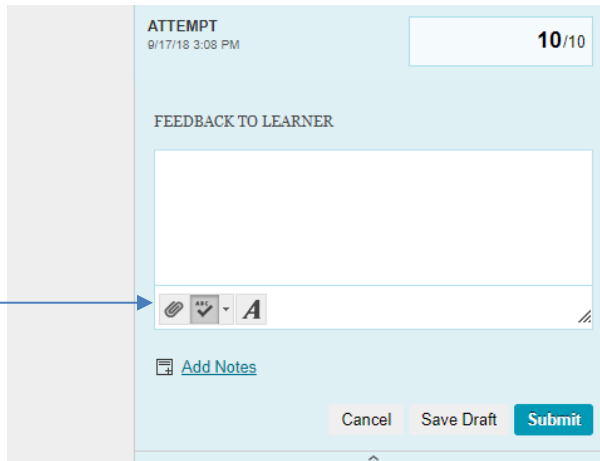 ATTEMPT
9/17/18 3:08 PM
10/10
FEEDBACK TO LEARNER
ABC
A
Add Notes
Cancel Save Draft Submit